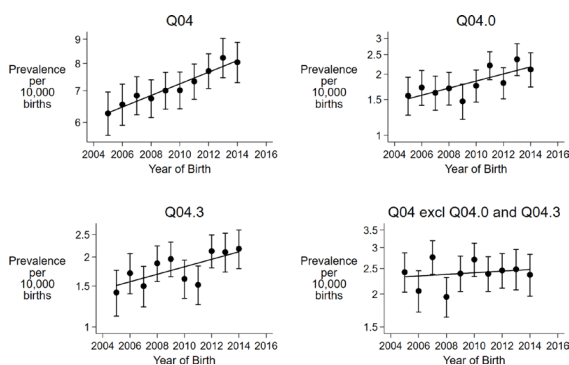 Q04
9
8
7
6
Prevalence
per
10,000
births
2004 2006 2008 2010 2012 2014 2016
Year of Birth
Q04.0
3
2.5
2
1.5
1
Prevalence
per
10,000
births
2004 2006 2008 2010 2012 2014 2016
Year of Birth
Q04.3
2.5
2
1.5
1
Prevalence
per
10,000
births
2004 2006 2008 2010 2012 2014 2016
Year of Birth
Q04 excl Q04.0 and Q04.3
3.5
3
2.5
2
1.5
Prevalence
per
10,000
births
2004 2006 2008 2010 2012 2014 2016
Year of Birth